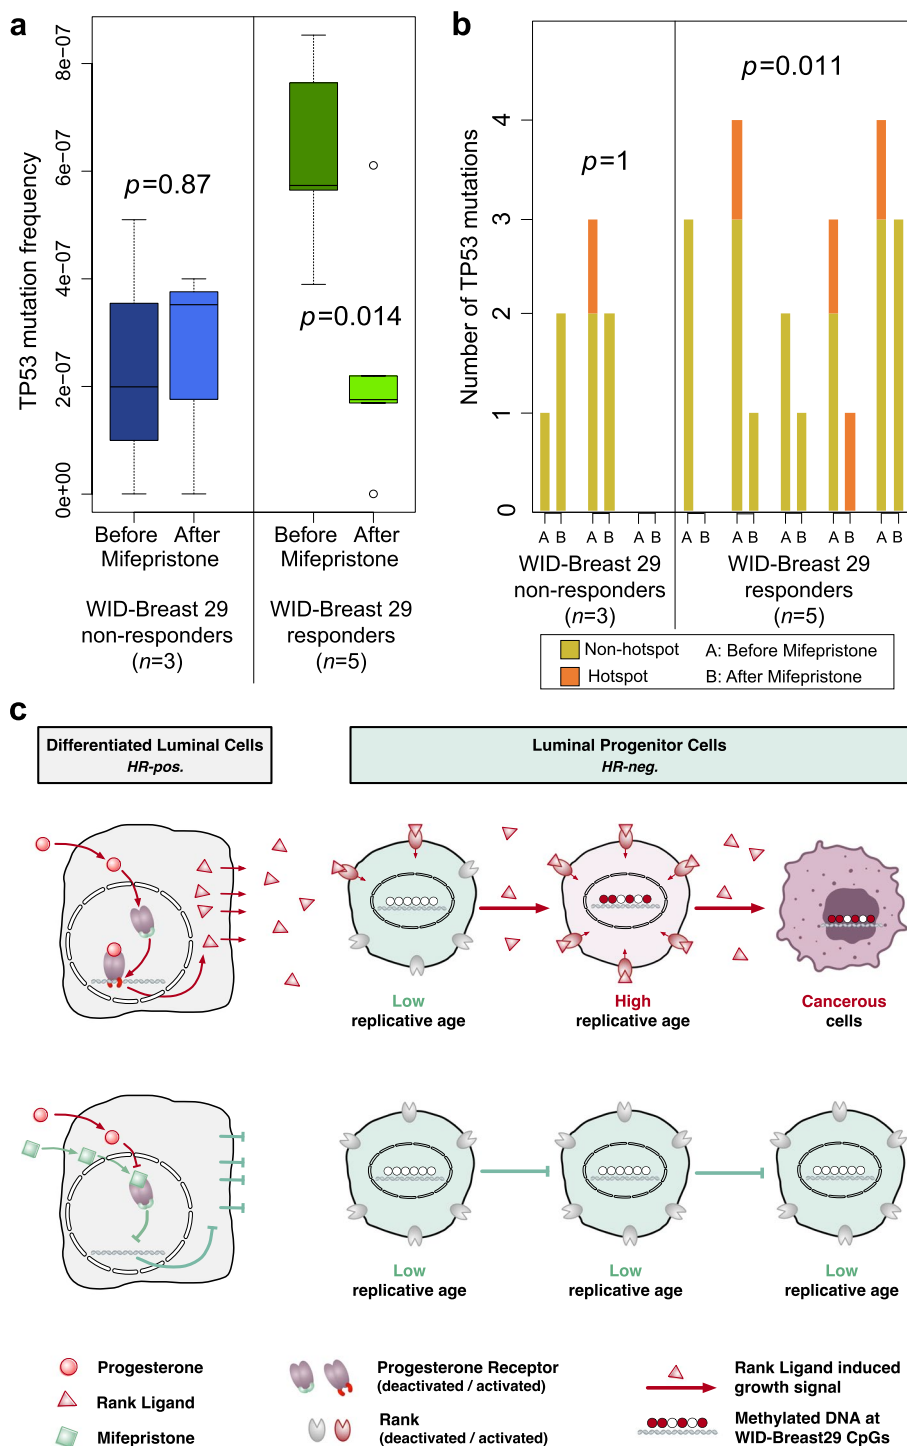 a
TP53 mutation frequency
8e−07
6e−07
4e−07
2e−07
0e+00
p=0.87
p=0.014
Before After
Mifepristone
Before After
Mifepristone
WID-Breast 29
non-responders
(n=3)
WID-Breast 29
responders
(n=5)
b
Number of TP53 mutations
4
3
2
1
0
p=1
p=0.011
A B A B A B
A B A B A B A B A B
WID-Breast 29
non-responders
(n=3)
WID-Breast 29
responders
(n=5)
Non-hotspot
Hotspot
A: Before Mifepristone
B: After Mifepristone
c
Differentiated Luminal Cells
HR-pos.
Luminal Progenitor Cells
HR-neg.
Low
replicative age
High
replicative age
Cancerous
cells
Low
replicative age
Low
replicative age
Low
replicative age
Progesterone
Rank Ligand
Mifepristone
Progesterone Receptor
(deactivated / activated)
Rank
(deactivated / activated)
Rank Ligand induced
growth signal
Methylated DNA at
WID-Breast29 CpGs